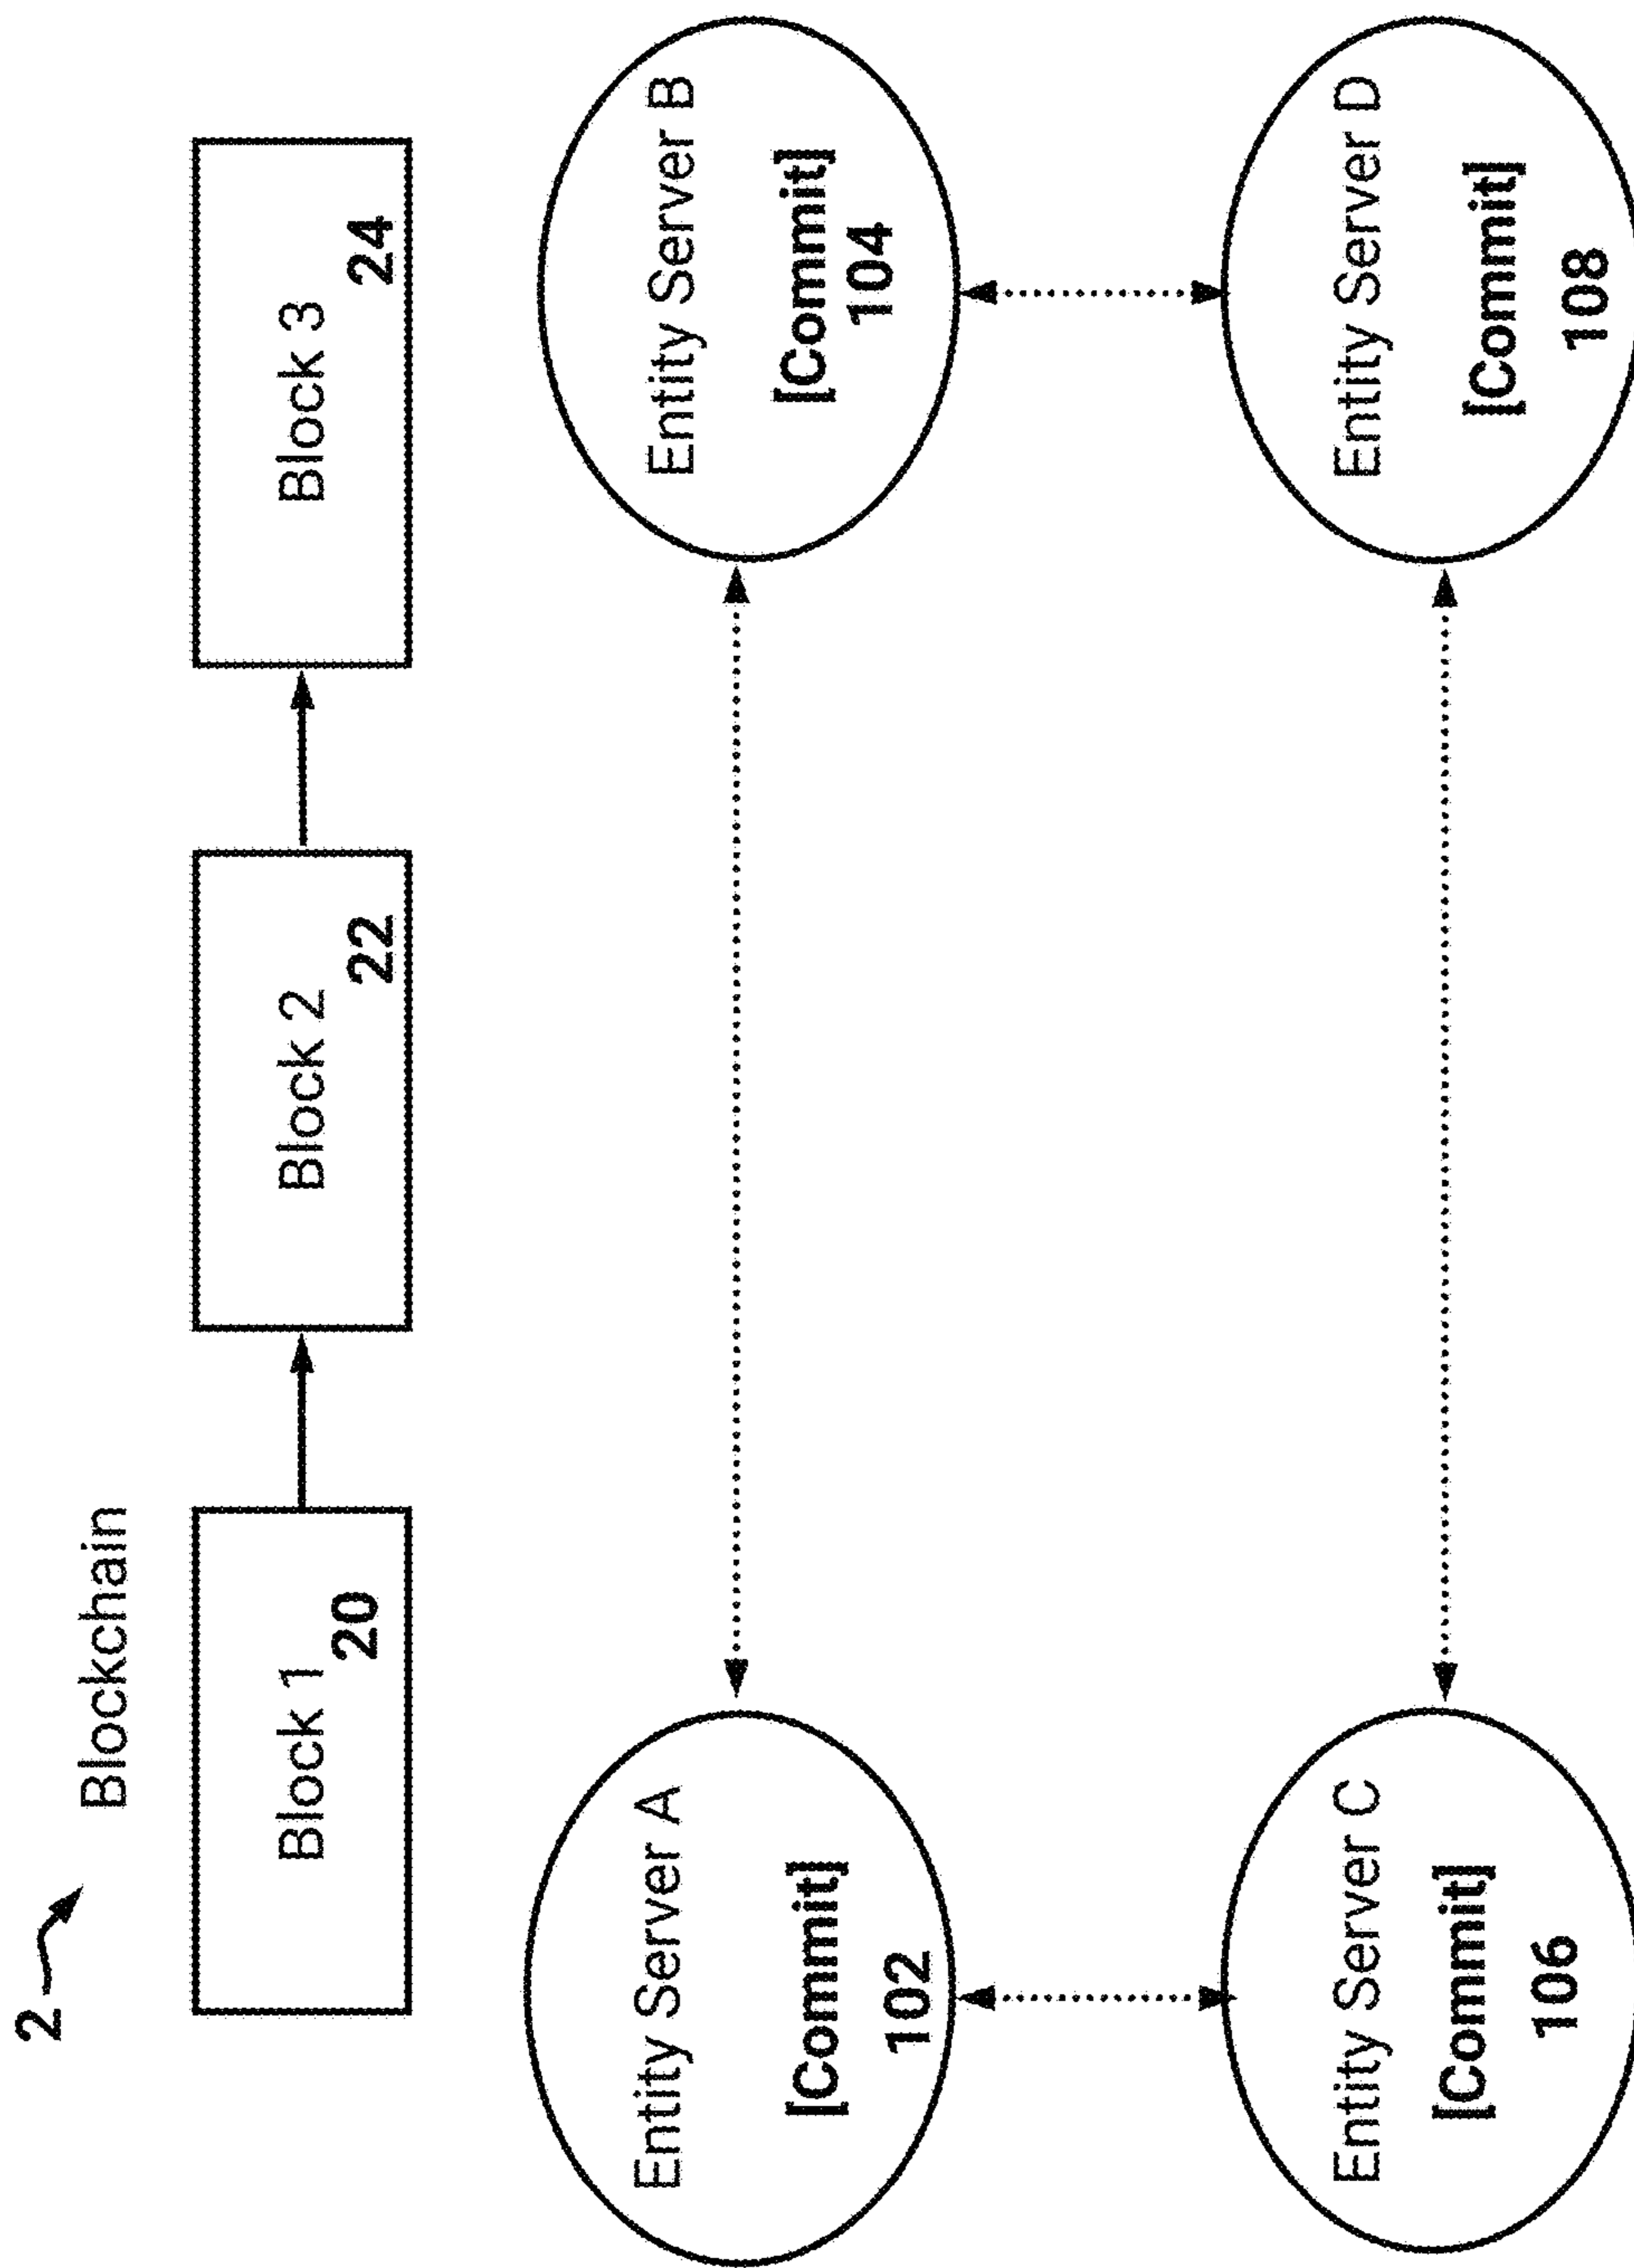 2
Blockchain
Block 1
20
Block 2
22
Block 3
24
Entity Server A
[Commit]
102
Entity Server B
[Commit]
104
Entity Server C
[Commit]
106
Entity Server D
[Commit]
108